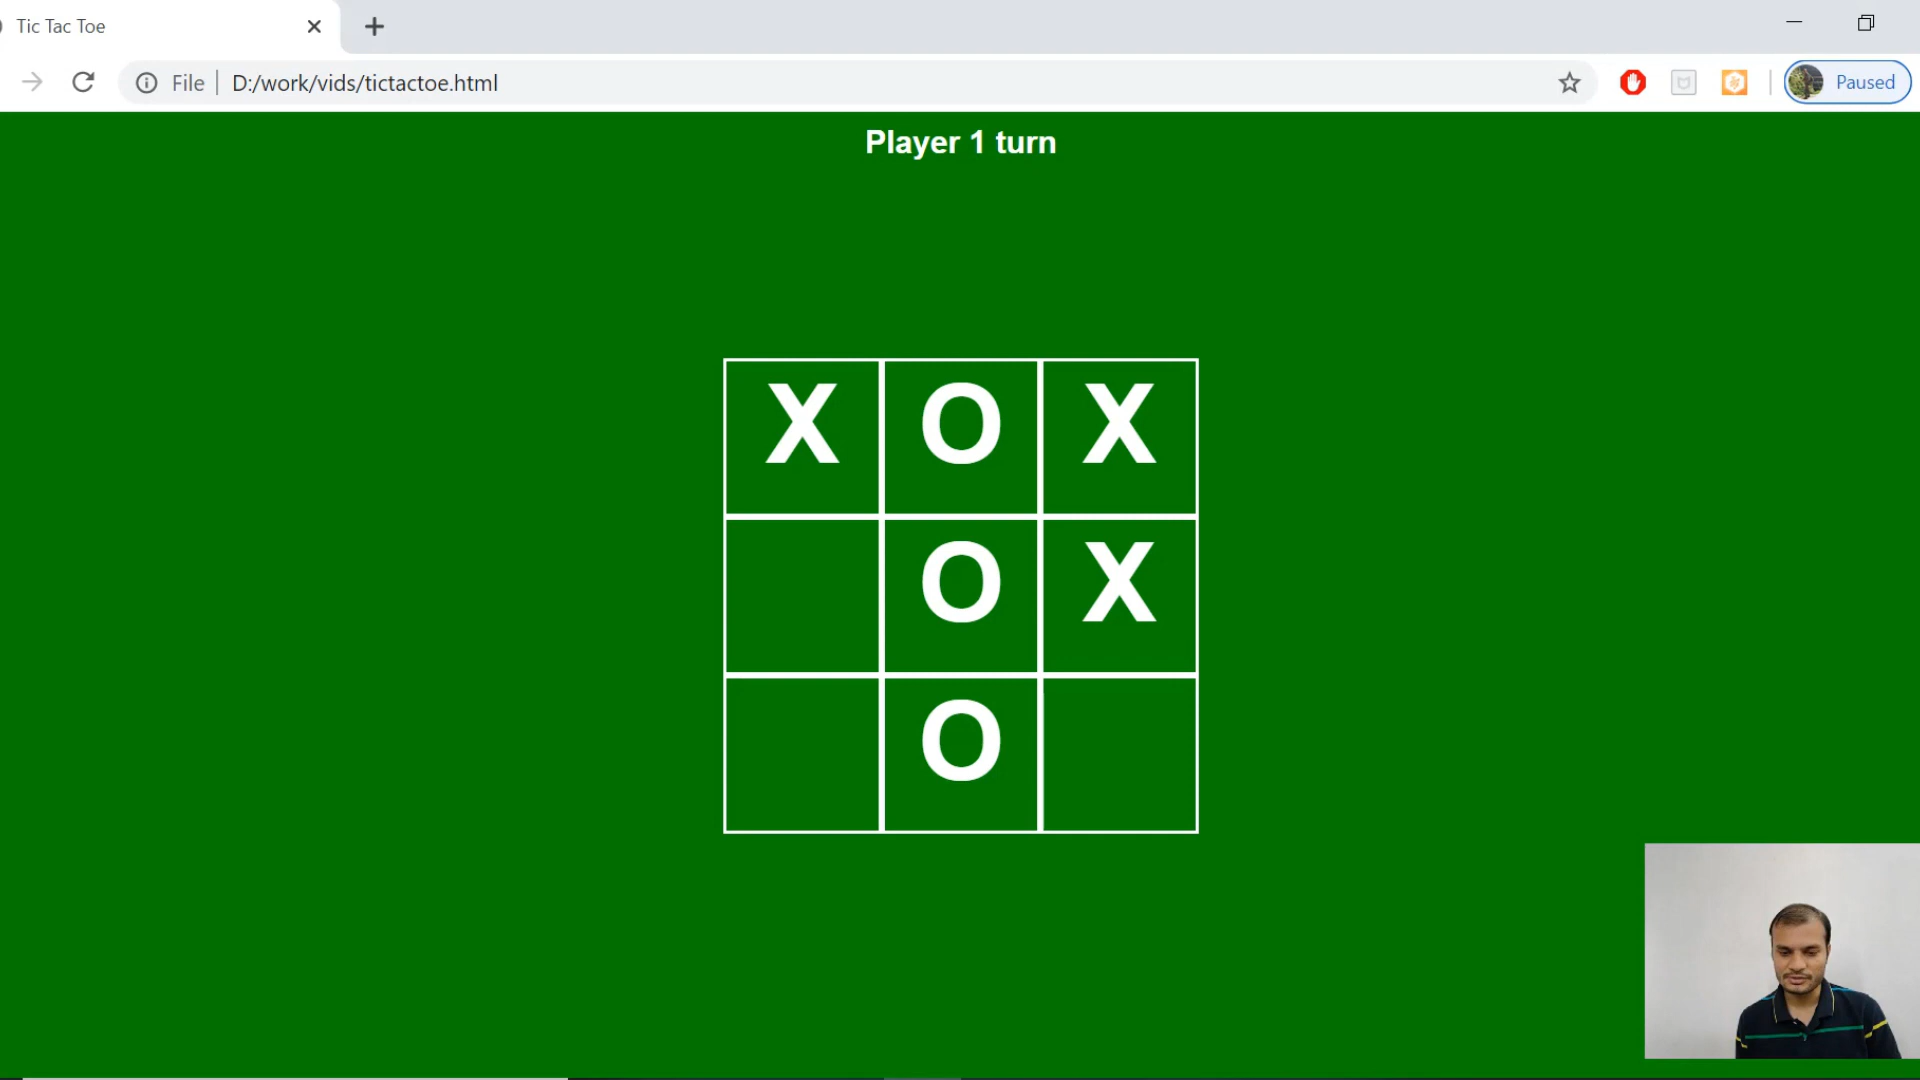 Tic Tac Toe
File D:/work/vids/tictactoe.html
Paused
Player 1 turn
X O X
O X
O